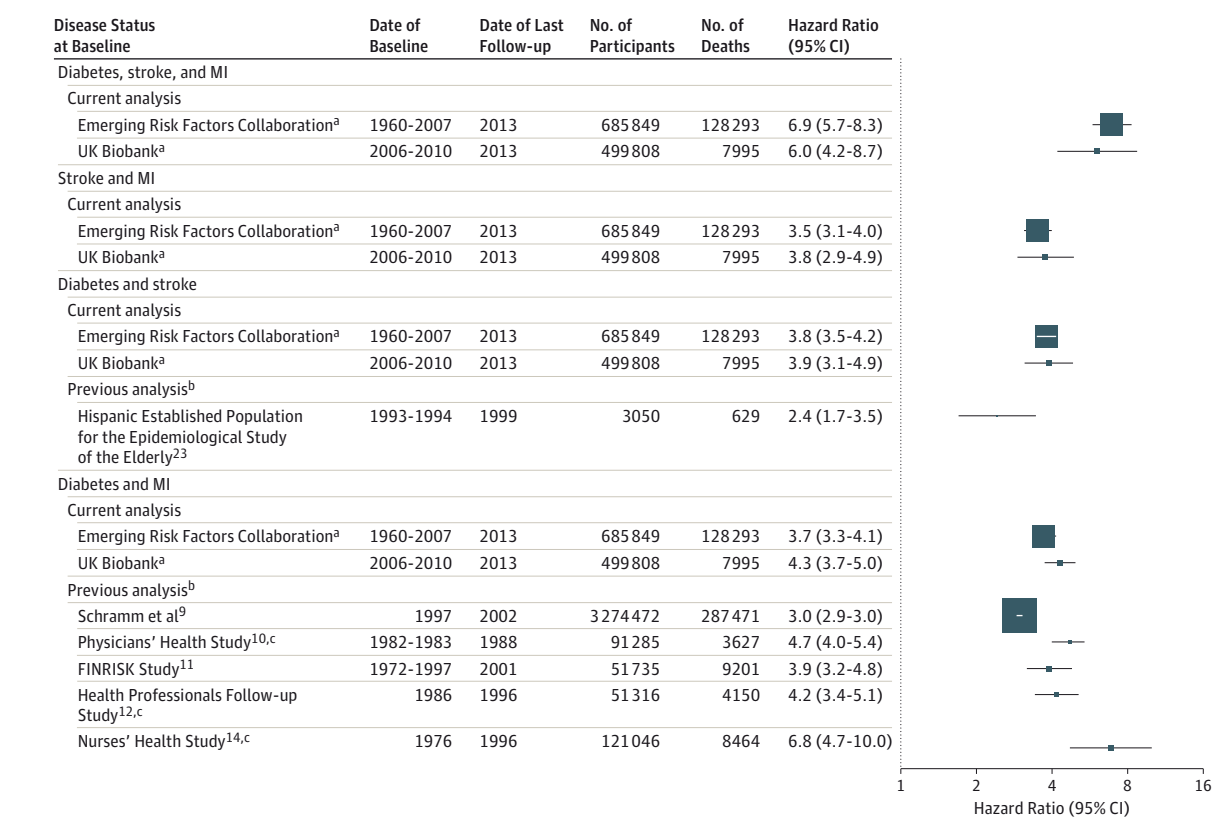 Disease Status at Baseline Date of Baseline Date of Last Follow-up No. of Participants No. of Deaths Hazard Ratio (95% CI)
Diabetes, stroke, and MI
Current analysis
Emerging Risk Factors Collaborationa 1960-2007 2013 685849 128293 6.9 (5.7-8.3)
UK Biobanka 2006-2010 2013 499808 7995 6.0 (4.2-8.7)
Stroke and MI
Current analysis
Emerging Risk Factors Collaborationa 1960-2007 2013 685849 128293 3.5 (3.1-4.0)
UK Biobanka 2006-2010 2013 499808 7995 3.8 (2.9-4.9)
Diabetes and stroke
Current analysis
Emerging Risk Factors Collaborationa 1960-2007 2013 685849 128293 3.8 (3.5-4.2)
UK Biobanka 2006-2010 2013 499808 7995 3.9 (3.1-4.9)
Previous analysisb
Hispanic Established Population 1993-1994 1999 3050 629 2.4 (1.7-3.5)
for the Epidemiological Study
of the Elderly23
Diabetes and MI
Current analysis
Emerging Risk Factors Collaborationa 1960-2007 2013 685849 128293 3.7 (3.3-4.1)
UK Biobanka 2006-2010 2013 499808 7995 4.3 (3.7-5.0)
Previous analysisb
Schramm et al9 1997 2002 3274472 287471 3.0 (2.9-3.0)
Physicians’ Health Study10,c 1982-1983 1988 91285 3627 4.7 (4.0-5.4)
FINRISK Study11 1972-1997 2001 51735 9201 3.9 (3.2-4.8)
Health Professionals Follow-up 1986 1996 51316 4150 4.2 (3.4-5.1)
Study12,c
Nurses’ Health Study14,c 1976 1996 121046 8464 6.8 (4.7-10.0)
1 2 4 8 16
Hazard Ratio (95% CI)